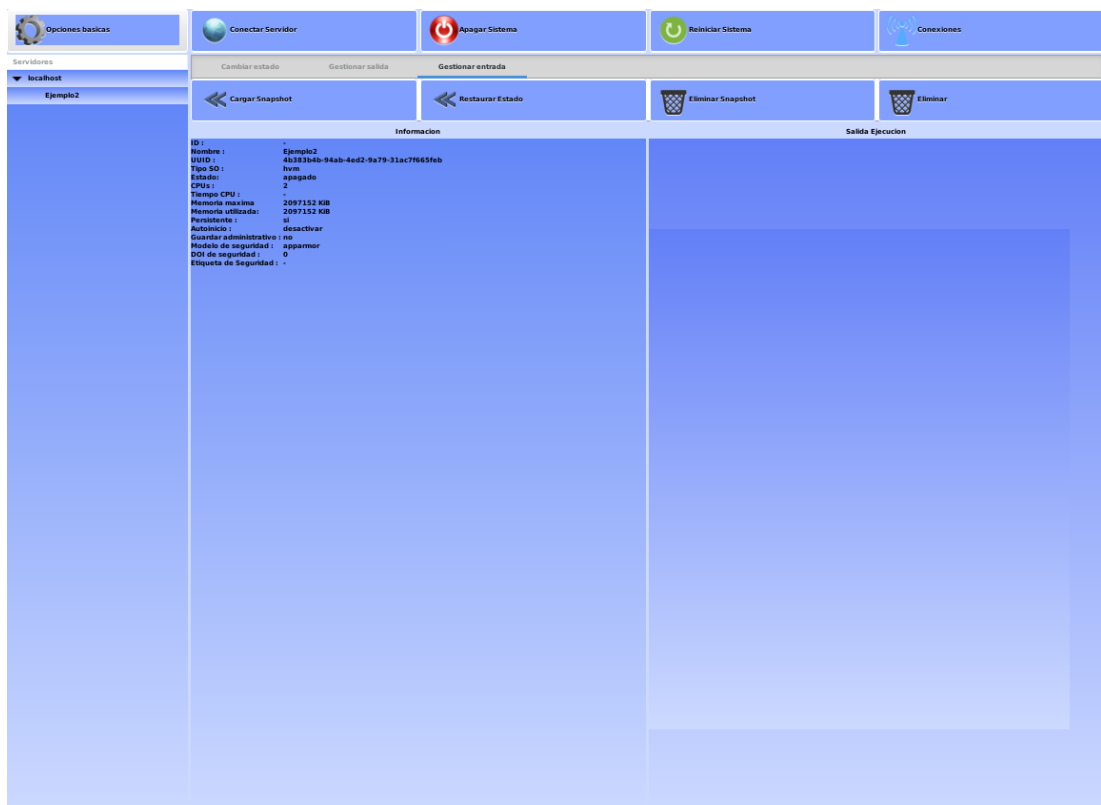 Opciones basicas
Conectar Servidor
Apagar Sistema
Reiniciar Sistema
Conexiones
Servidores
localhost
Ejemplo2
Cambiar estado
Gestionar salida
Gestionar entrada
Cargar Snapshot
Restaurar Estado
Eliminar Snapshot
Eliminar
Informacion
Salida Ejecucion
ID : -
Nombre : Ejemplo2
UUID : 4b383b4b-94ab-4ed2-9a79-31ac7f665feb
Tipo SO : hvm
Estado: apagado
CPUs : 2
Tiempo CPU : -
Memoria maxima 2097152 KiB
Memoria utilizada: 2097152 KiB
Persistente : si
Autoinicio : desactivar
Guardar administrativo : no
Modelo de seguridad : apparmor
DOI de seguridad : 0
Etiqueta de Seguridad : -